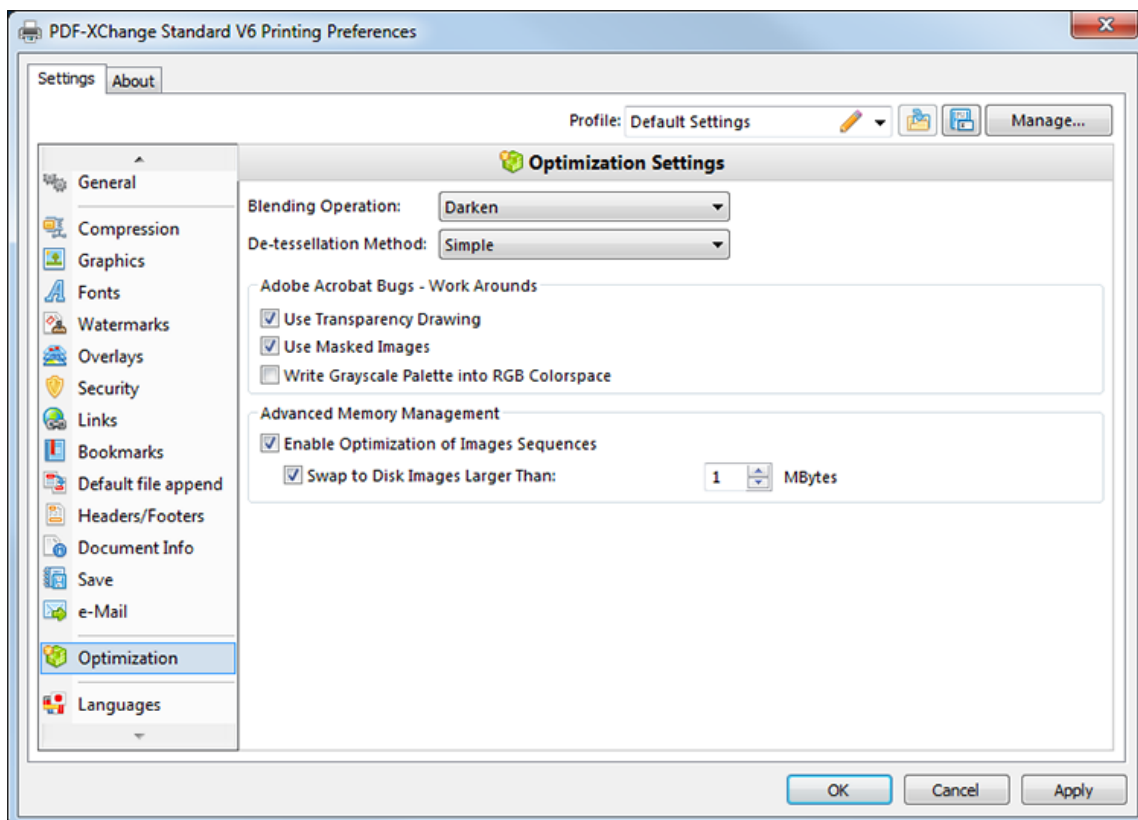 PDF-XChange Standard V6 Printing Preferences
Settings About
Profile: Default Settings Manage...
Optimization Settings
General
Compression
Graphics
Fonts
Watermarks
Overlays
Security
Links
Bookmarks
Default file append
Headers/Footers
Document Info
Save
e-Mail
Optimization
Languages
Blending Operation: Darken
De-tessellation Method: Simple
Adobe Acrobat Bugs - Work Arounds
Use Transparency Drawing
Use Masked Images
Write Grayscale Palette into RGB Colorspace
Advanced Memory Management
Enable Optimization of Images Sequences
Swap to Disk Images Larger Than: 1 MBytes
OK Cancel Apply